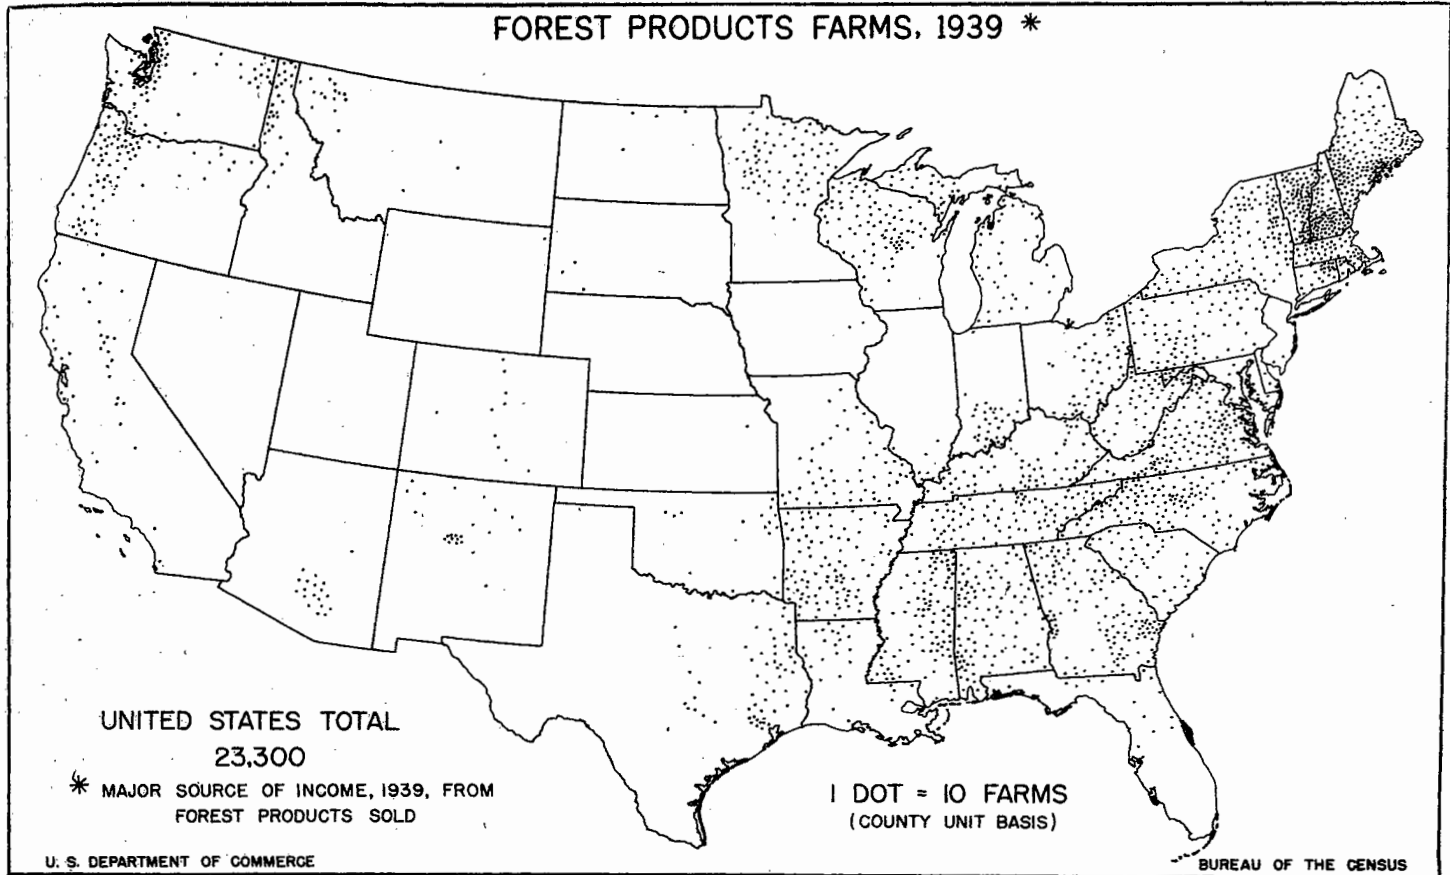 FOREST PRODUCTS FARMS, 1939 *
UNITED STATES TOTAL
23,300
* MAJOR SOURCE OF INCOME, 1939, FROM
FOREST PRODUCTS SOLD
1 DOT = 10 FARMS
(COUNTY UNIT BASIS)
U. S. DEPARTMENT OF COMMERCE
BUREAU OF THE CENSUS